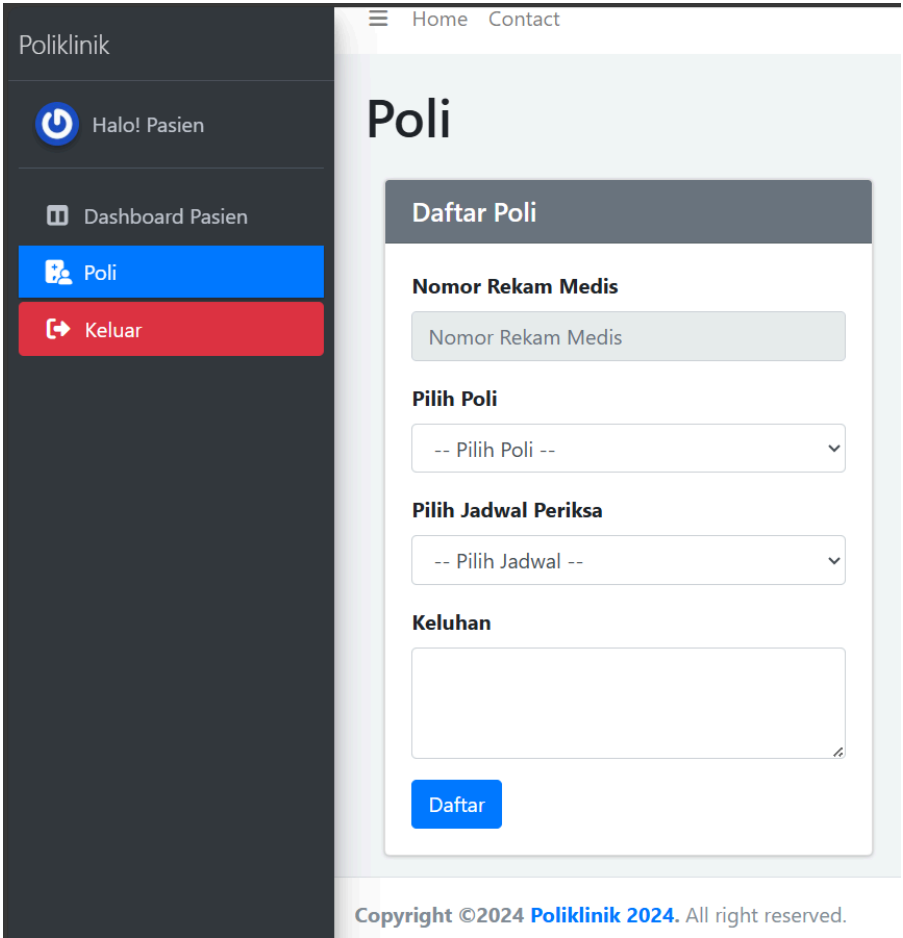 Poliklinik
Halo! Pasien
Dashboard Pasien
Poli
Keluar
Home Contact
Poli
Daftar Poli
Nomor Rekam Medis
Nomor Rekam Medis
Pilih Poli
-- Pilih Poli --
Pilih Jadwal Periksa
-- Pilih Jadwal --
Keluhan
Daftar
Copyright ©2024 Poliklinik 2024. All right reserved.